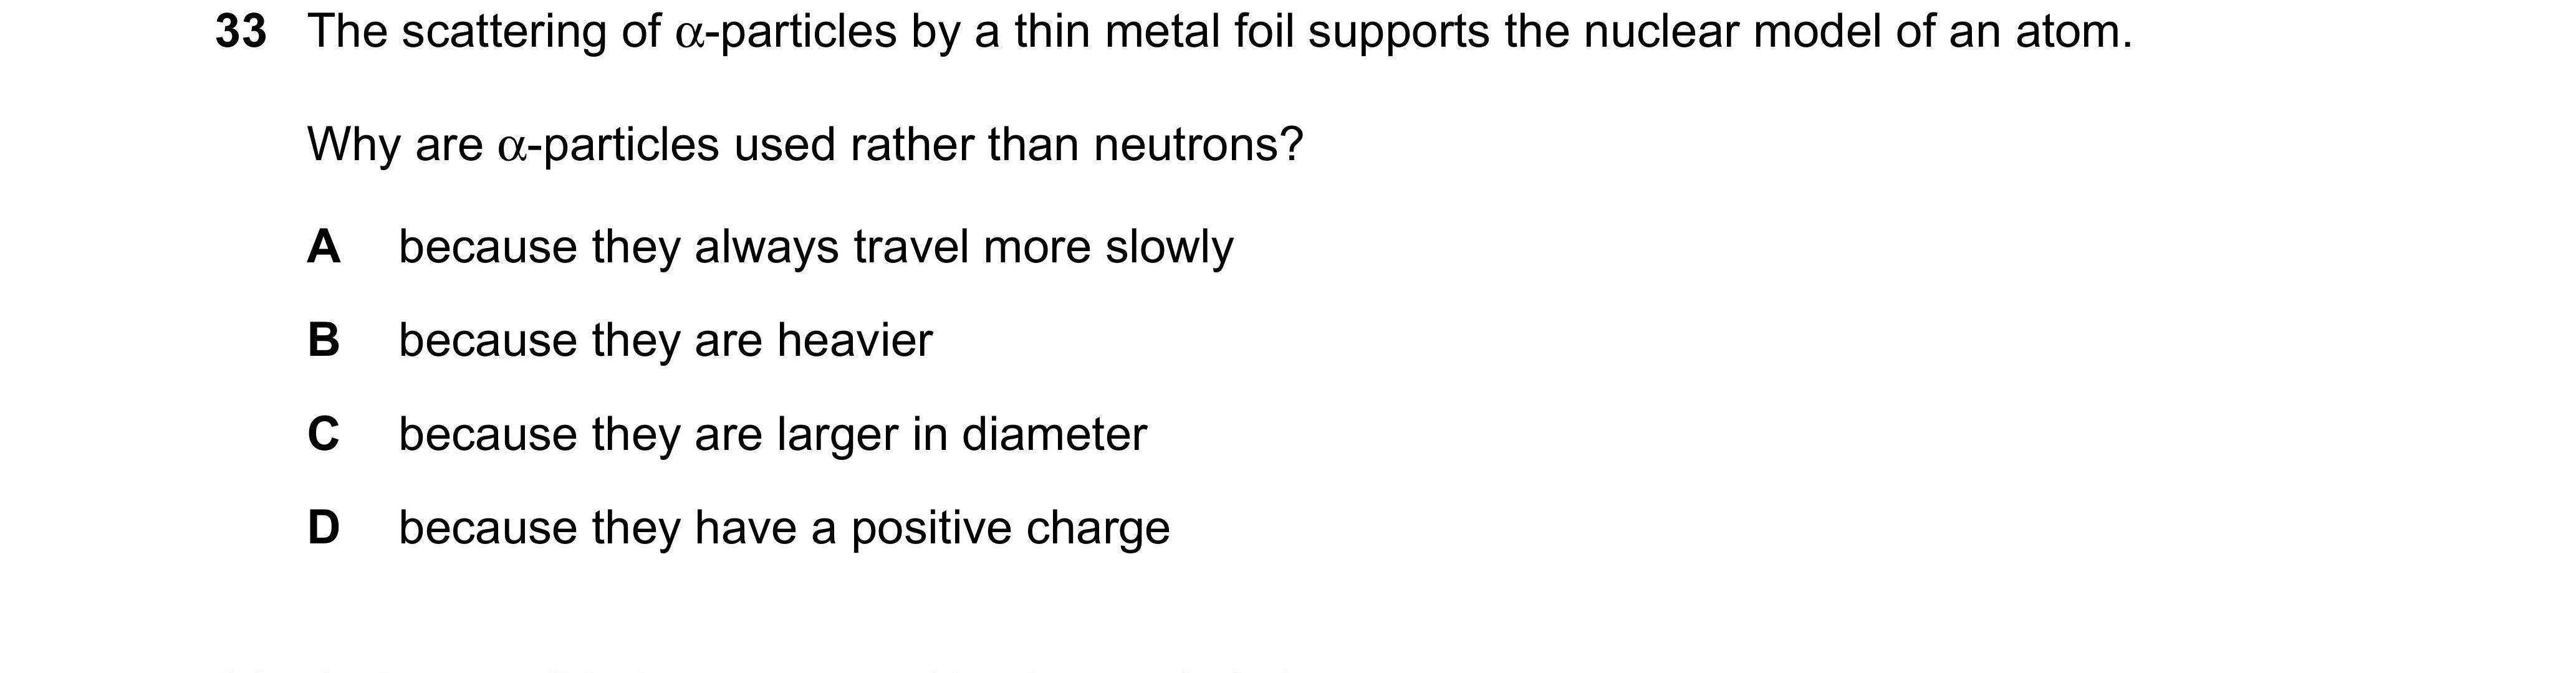 33 The scattering of α-particles by a thin metal foil supports the nuclear model of an atom.
Why are α-particles used rather than neutrons?
A because they always travel more slowly
B because they are heavier
C because they are larger in diameter
D because they have a positive charge